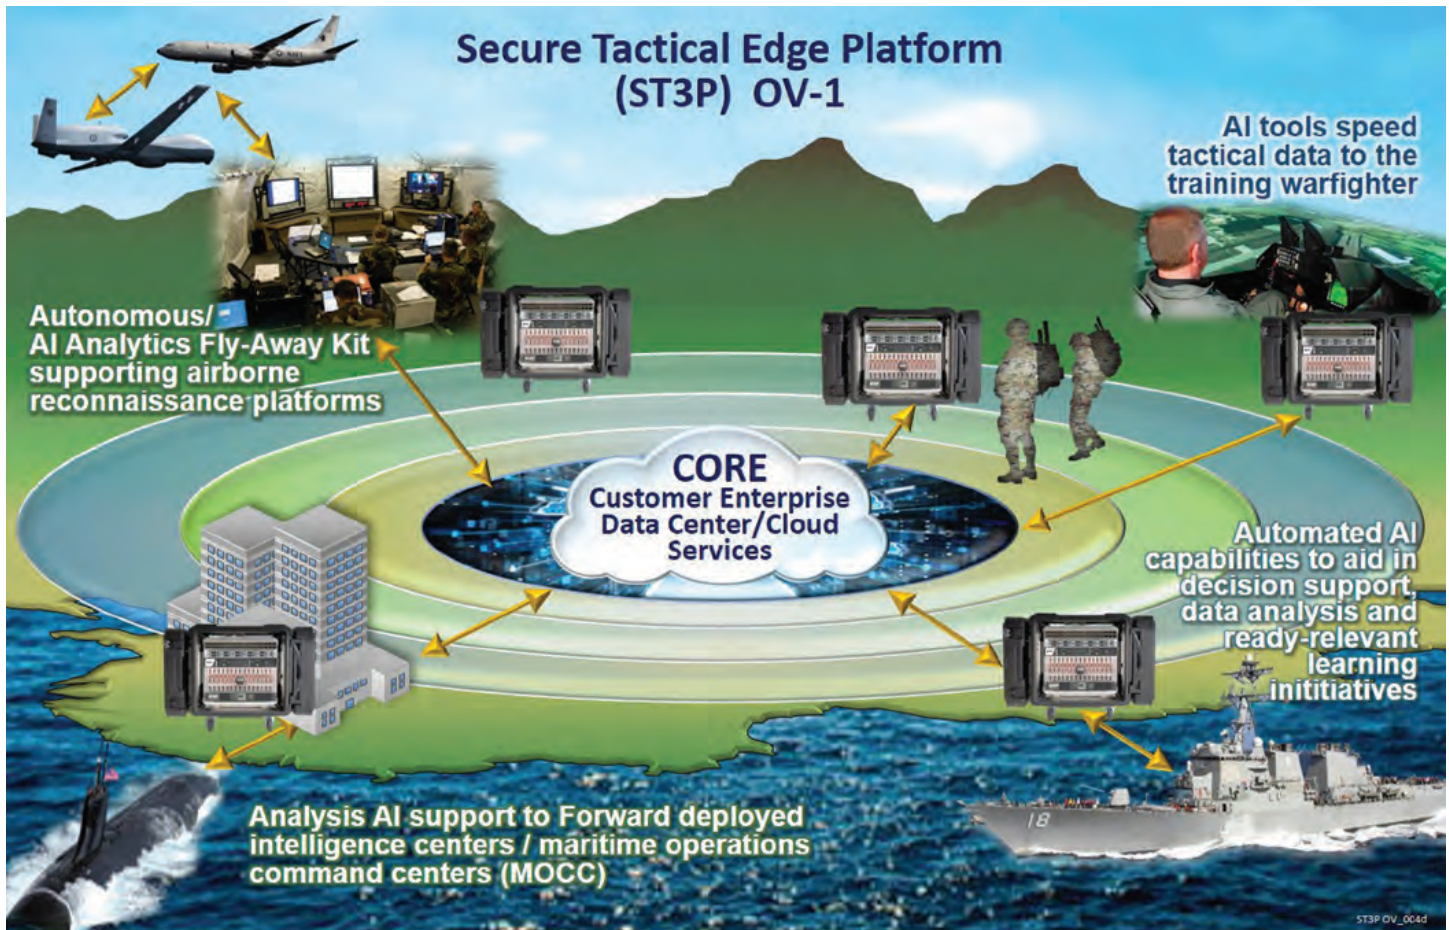 Secure Tactical Edge Platform
(ST3P) OV-1
AI tools speed
tactical data to the
training warfighter
Autonomous/
AI Analytics Fly-Away Kit
supporting airborne
reconnaissance platforms
CORE
Customer Enterprise
Data Center/Cloud
Services
Automated AI
capabilities to aid in
decision support,
data analysis and
ready-relevant
learning
inititiatives
Analysis AI support to Forward deployed
intelligence centers / maritime operations
command centers (MOCC)
18
ST3P OV_004d